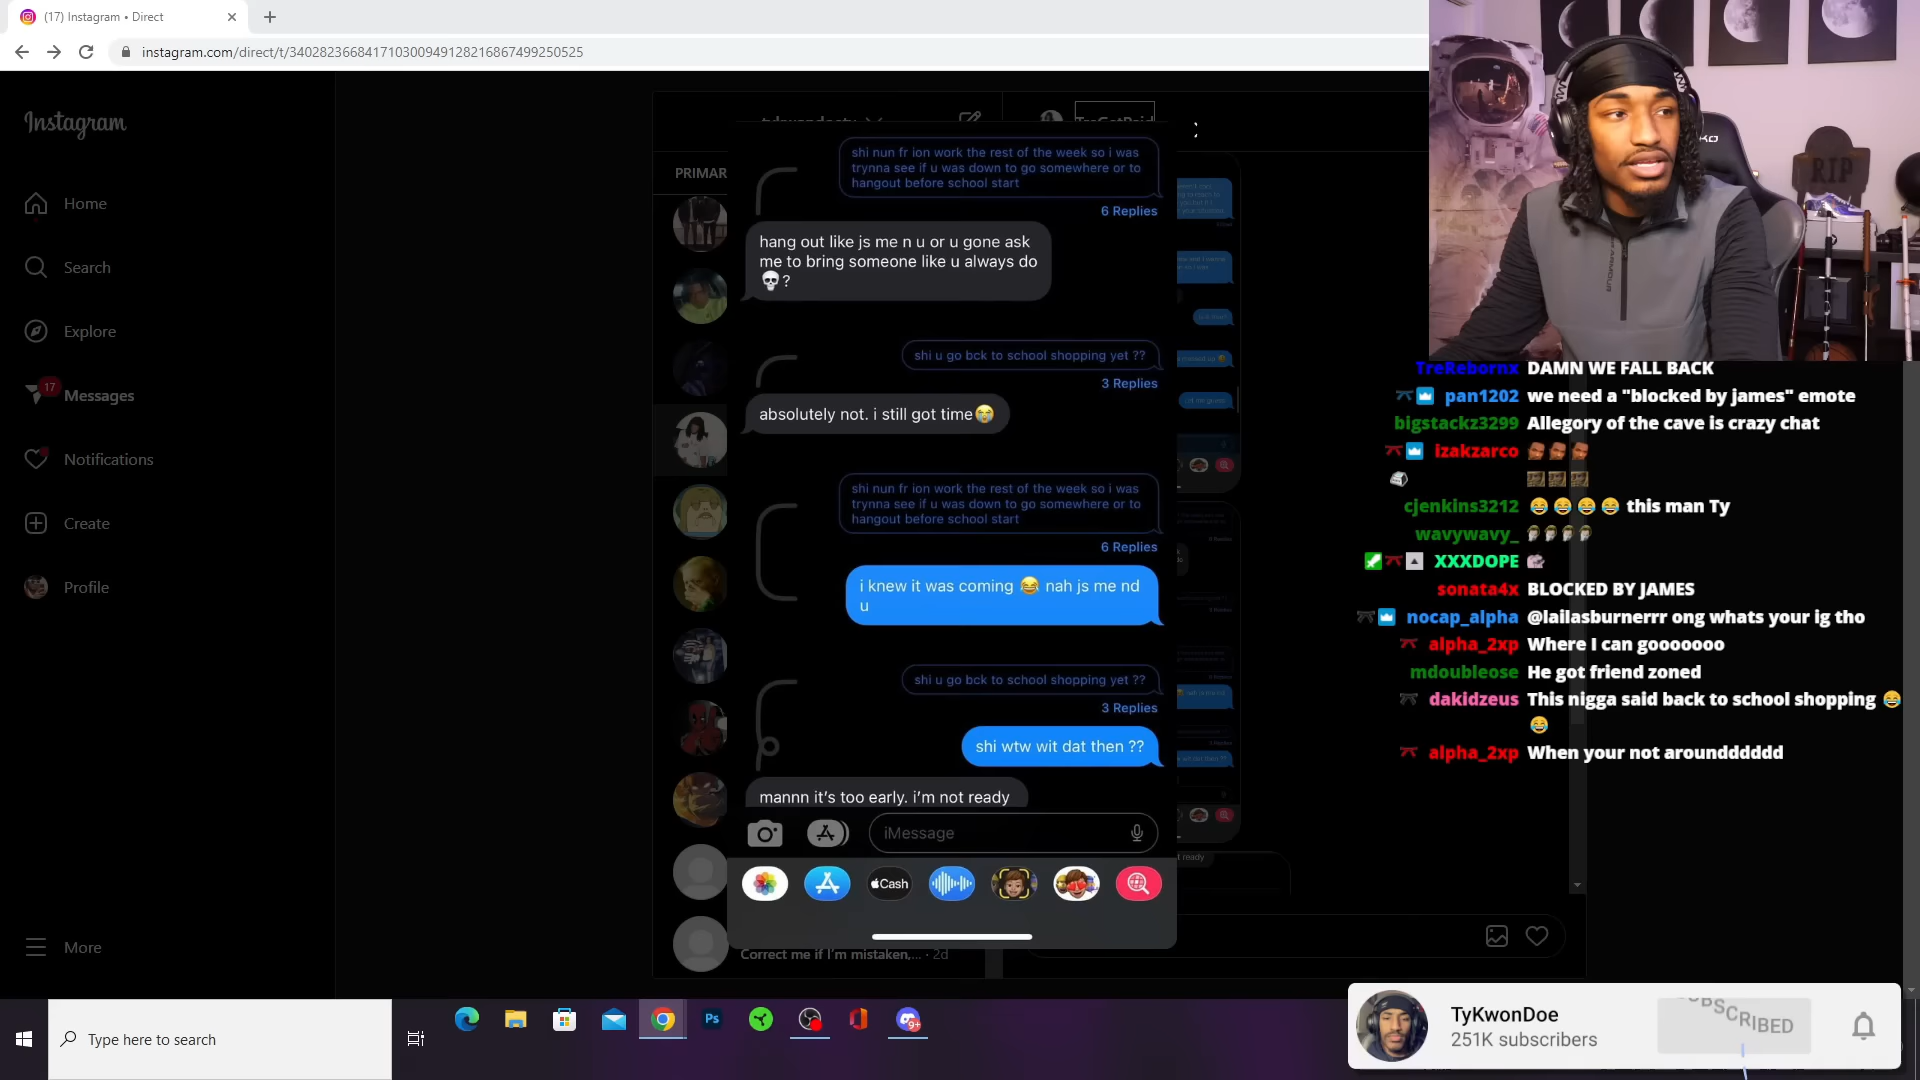 (17) Instagram • Direct
instagram.com/direct/t/340282366841710300949128216867499250525
Instagram
Home
Search
Explore
17
Messages
Notifications
Create
Profile
More
PRIMAR
shi nun fr ion work the rest of the week so i was
trynna see if u was down to go somewhere or to
hangout before school start
6 Replies
hang out like js me n u or u gone ask
me to bring someone like u always do
💀?
shi u go bck to school shopping yet ??
3 Replies
absolutely not. i still got time😭
shi nun fr ion work the rest of the week so i was
trynna see if u was down to go somewhere or to
hangout before school start
6 Replies
i knew it was coming 😂 nah js me nd
u
shi u go bck to school shopping yet ??
3 Replies
shi wtw wit dat then ??
mannn it's too early. i'm not ready
iMessage
Cash
Correct me if I'm mistaken,... · 2d
RIP
TreRebornx DAMN WE FALL BACK
pan1202 we need a "blocked by james" emote
bigstackz3299 Allegory of the cave is crazy chat
izakzarco
cjenkins3212 😂 😂 😂 😂 this man Ty
wavywavy_
XXXDOPE
sonata4x BLOCKED BY JAMES
nocap_alpha @lailasburnerrr ong whats your ig tho
alpha_2xp Where I can gooooooo
mdoubleose He got friend zoned
dakidzeus This nigga said back to school shopping 😂
😂
alpha_2xp When your not arounddddddd
TyKwonDoe
251K subscribers
SUBSCRIBED
Type here to search
Ps
9+